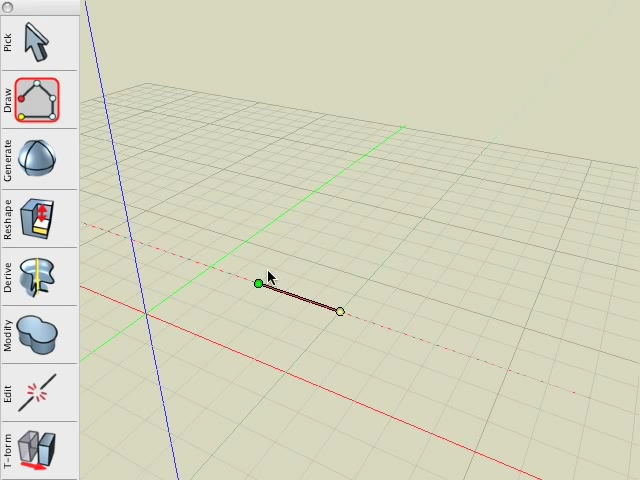 Pick
Draw
Generate
Reshape
Derive
Modify
Edit
T-form